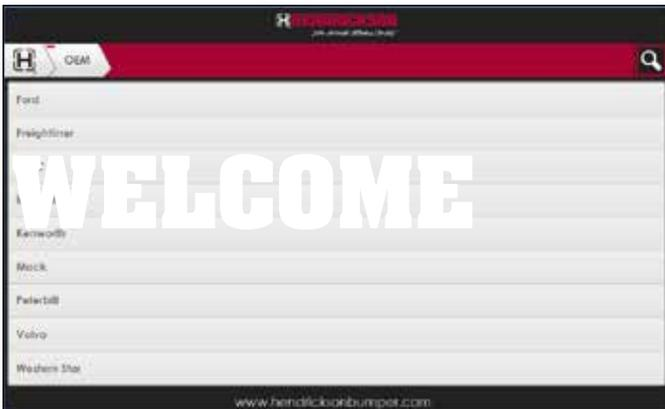 HENDRICKSON
OEM
Ford
Freightliner
WELCOME
Kenworth
Mack
Peterbilt
Volvo
Western Star
www.hendricksonbumper.com